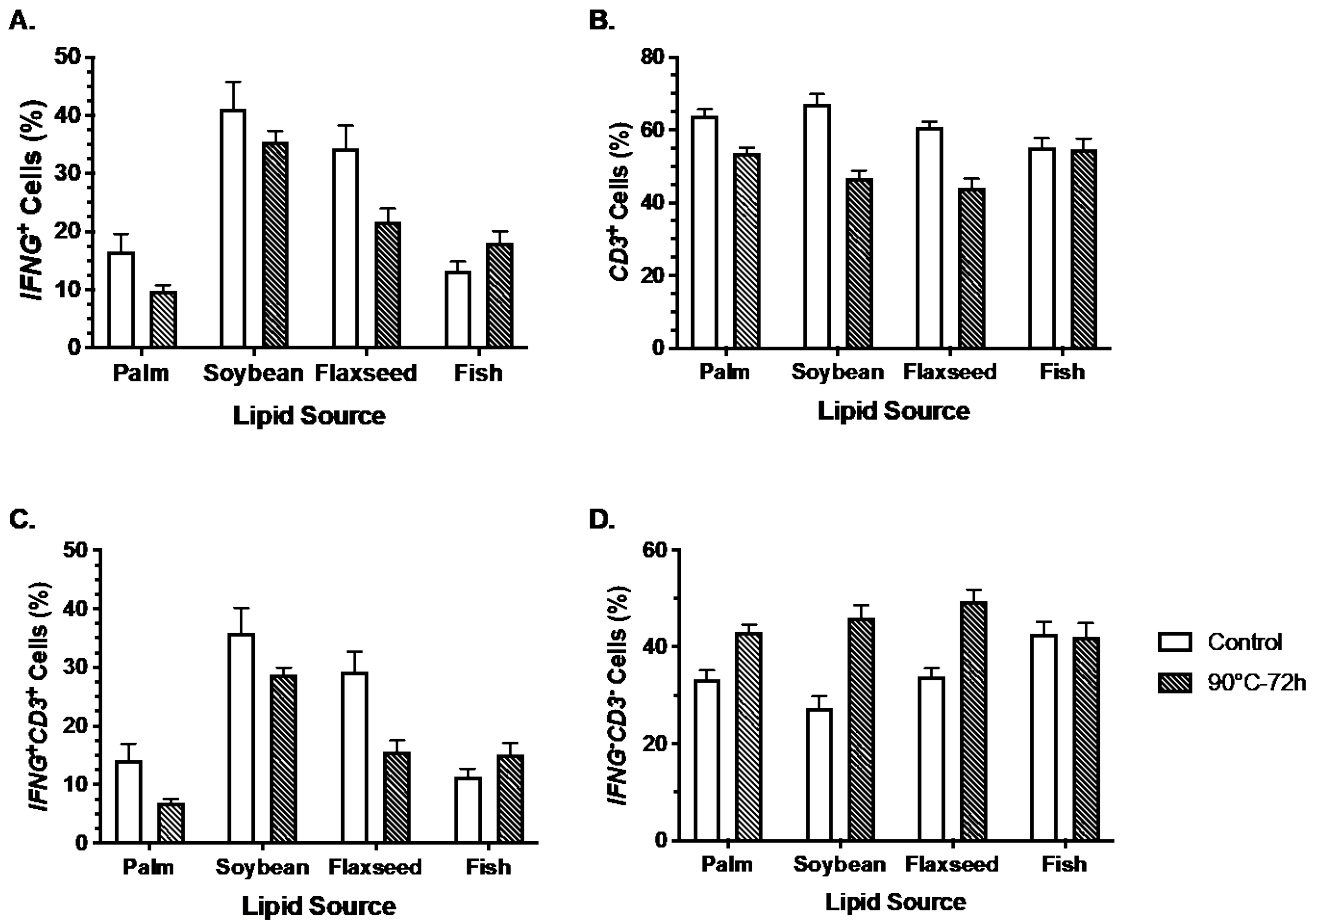 A.
50
40
30
20
10
0
IFNG+ Cells (%)
Palm Soybean Flaxseed Fish
Lipid Source
B.
80
60
40
20
0
CD3+ Cells (%)
Palm Soybean Flaxseed Fish
Lipid Source
C.
50
40
30
20
10
0
IFNG+CD3+ Cells (%)
Palm Soybean Flaxseed Fish
Lipid Source
D.
60
40
20
0
IFNG-CD3- Cells (%)
Palm Soybean Flaxseed Fish
Lipid Source
Control
90°C-72h